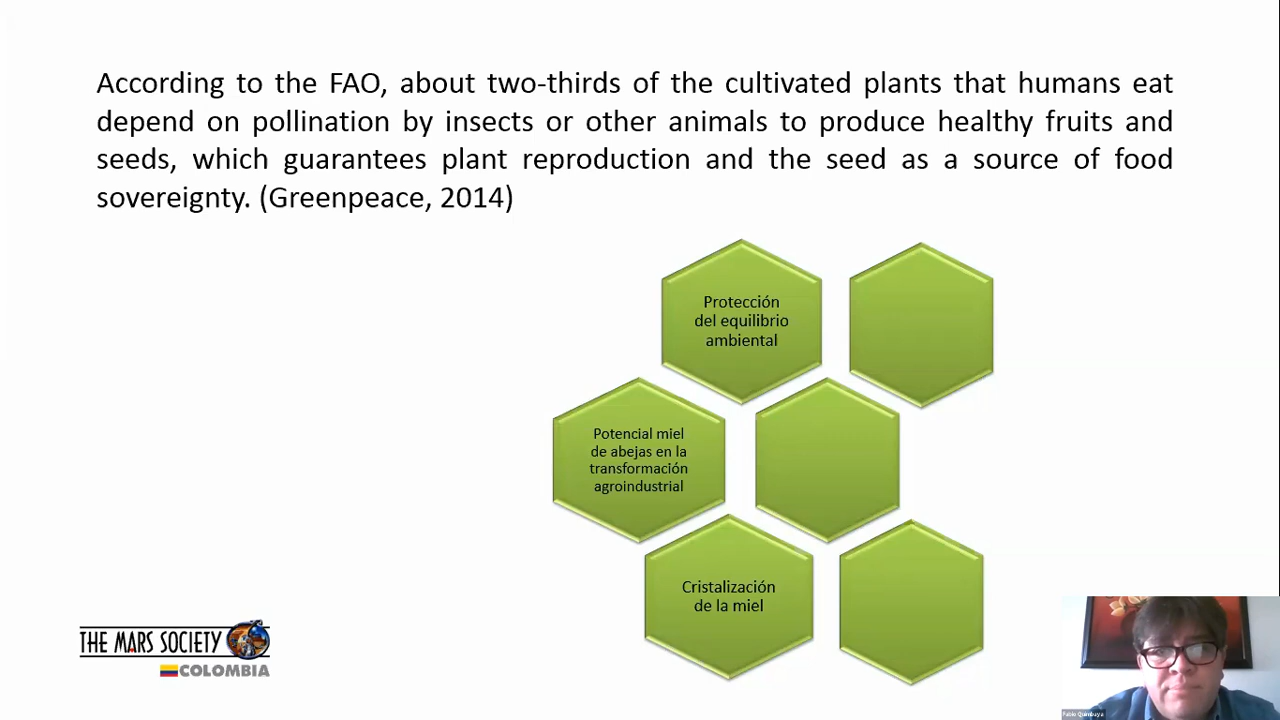 According to the FAO, about two-thirds of the cultivated plants that humans eat
depend on pollination by insects or other animals to produce healthy fruits and
seeds, which guarantees plant reproduction and the seed as a source of food
sovereignty. (Greenpeace, 2014)
Protección
del equilibrio
ambiental
Potencial miel
de abejas en la
transformación
agroindustrial
Cristalización
de la miel
THE MARS SOCIETY
COLOMBIA